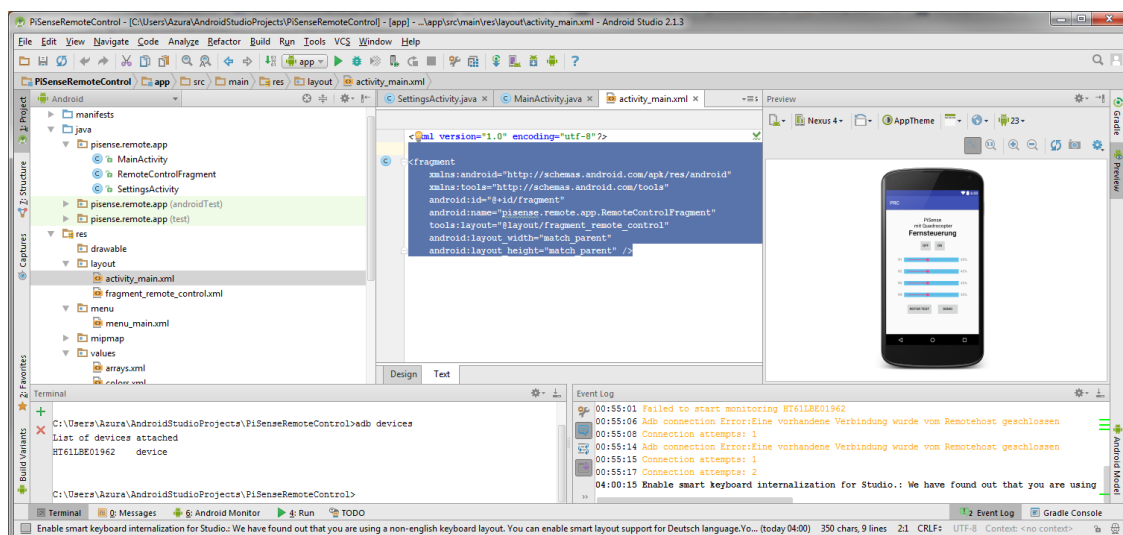 PiSenseRemoteControl - [C:\Users\Azura\AndroidStudioProjects\PiSenseRemoteControl] - [app] - ...\app\src\main\res\layout\activity_main.xml - Android Studio 2.1.3
File Edit View Navigate Code Analyze Refactor Build Run Tools VCS Window Help
app
PiSenseRemoteControl app src main res layout activity_main.xml
1: Project
7: Structure
Captures
2: Favorites
Build Variants
Android
manifests
java
pisense.remote.app
MainActivity
RemoteControlFragment
SettingsActivity
pisense.remote.app (androidTest)
pisense.remote.app (test)
res
drawable
layout
activity_main.xml
fragment_remote_control.xml
menu
menu_main.xml
mipmap
values
arrays.xml
colors.xml
SettingsActivity.java × MainActivity.java × activity_main.xml ×
<?xml version="1.0" encoding="utf-8"?>
<fragment
xmlns:android="http://schemas.android.com/apk/res/android"
xmlns:tools="http://schemas.android.com/tools"
android:id="@+id/fragment"
android:name="pisense.remote.app.RemoteControlFragment"
tools:layout="@layout/fragment_remote_control"
android:layout_width="match_parent"
android:layout_height="match_parent" />
Design Text
Preview
Nexus 4 AppTheme 23
PRC
PiSense
mit Quadrocopter
Fernsteuerung
OFF ON
ROTOR TEST
Gradle
Preview
Android Model
Terminal
C:\Users\Azura\AndroidStudioProjects\PiSenseRemoteControl>adb devices
List of devices attached
HT61LBE01962 device
C:\Users\Azura\AndroidStudioProjects\PiSenseRemoteControl>
Event Log
00:55:01 Failed to start monitoring HT61LBE01962
00:55:06 Adb connection Error:Eine vorhandene Verbindung wurde vom Remotehost geschlossen
00:55:08 Connection attempts: 1
00:55:14 Adb connection Error:Eine vorhandene Verbindung wurde vom Remotehost geschlossen
00:55:15 Connection attempts: 1
00:55:17 Connection attempts: 2
04:00:15 Enable smart keyboard internalization for Studio.: We have found out that you are using
Terminal 0: Messages 6: Android Monitor 4: Run TODO 2 Event Log Gradle Console
Enable smart keyboard internalization for Studio.: We have found out that you are using a non-english keyboard layout. You can enable smart layout support for Deutsch language.Yo... (today 04:00) 350 chars, 9 lines 2:1 CRLF UTF-8 Context: <no context>